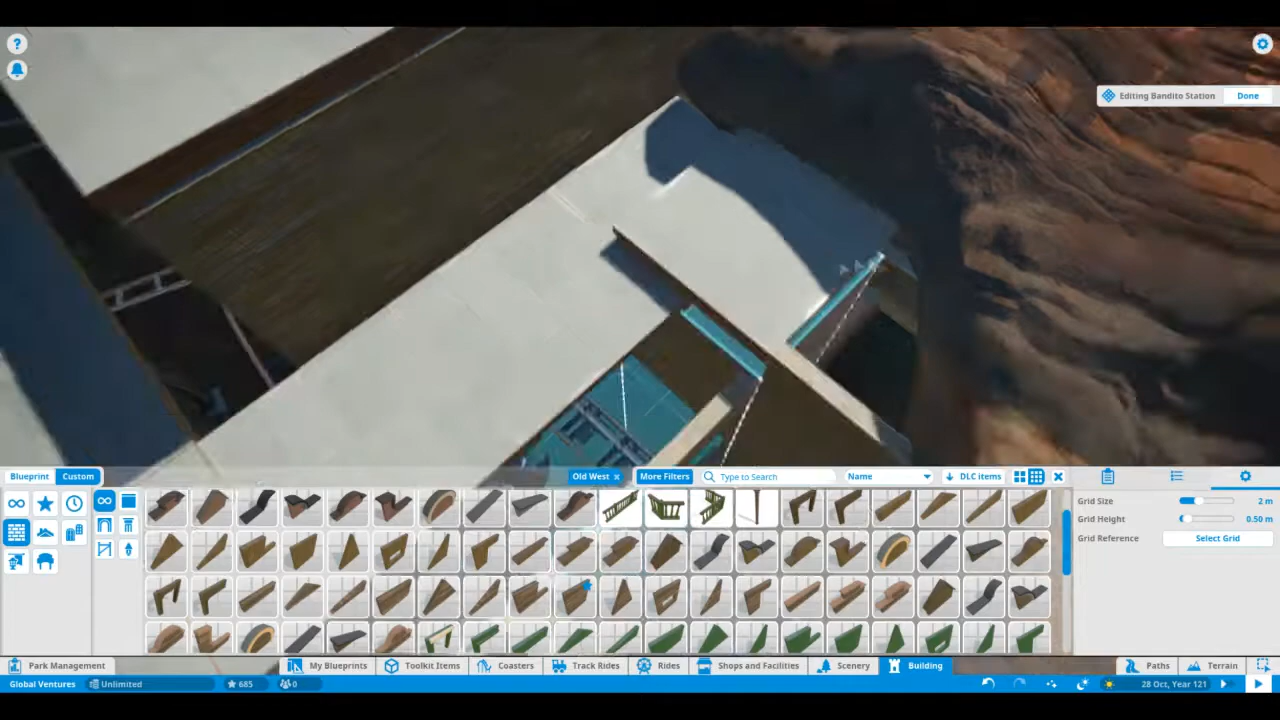 ?
Editing Bandito Station Done
Blueprint Custom
Old West × More Filters Type to Search Name DLC items
Grid Size 2 m
Grid Height 0.50 m
Grid Reference Select Grid
Park Management My Blueprints Toolkit Items Coasters Track Rides Rides Shops and Facilities Scenery Building Paths Terrain
Global Ventures Unlimited 685 0 28 Oct, Year 121